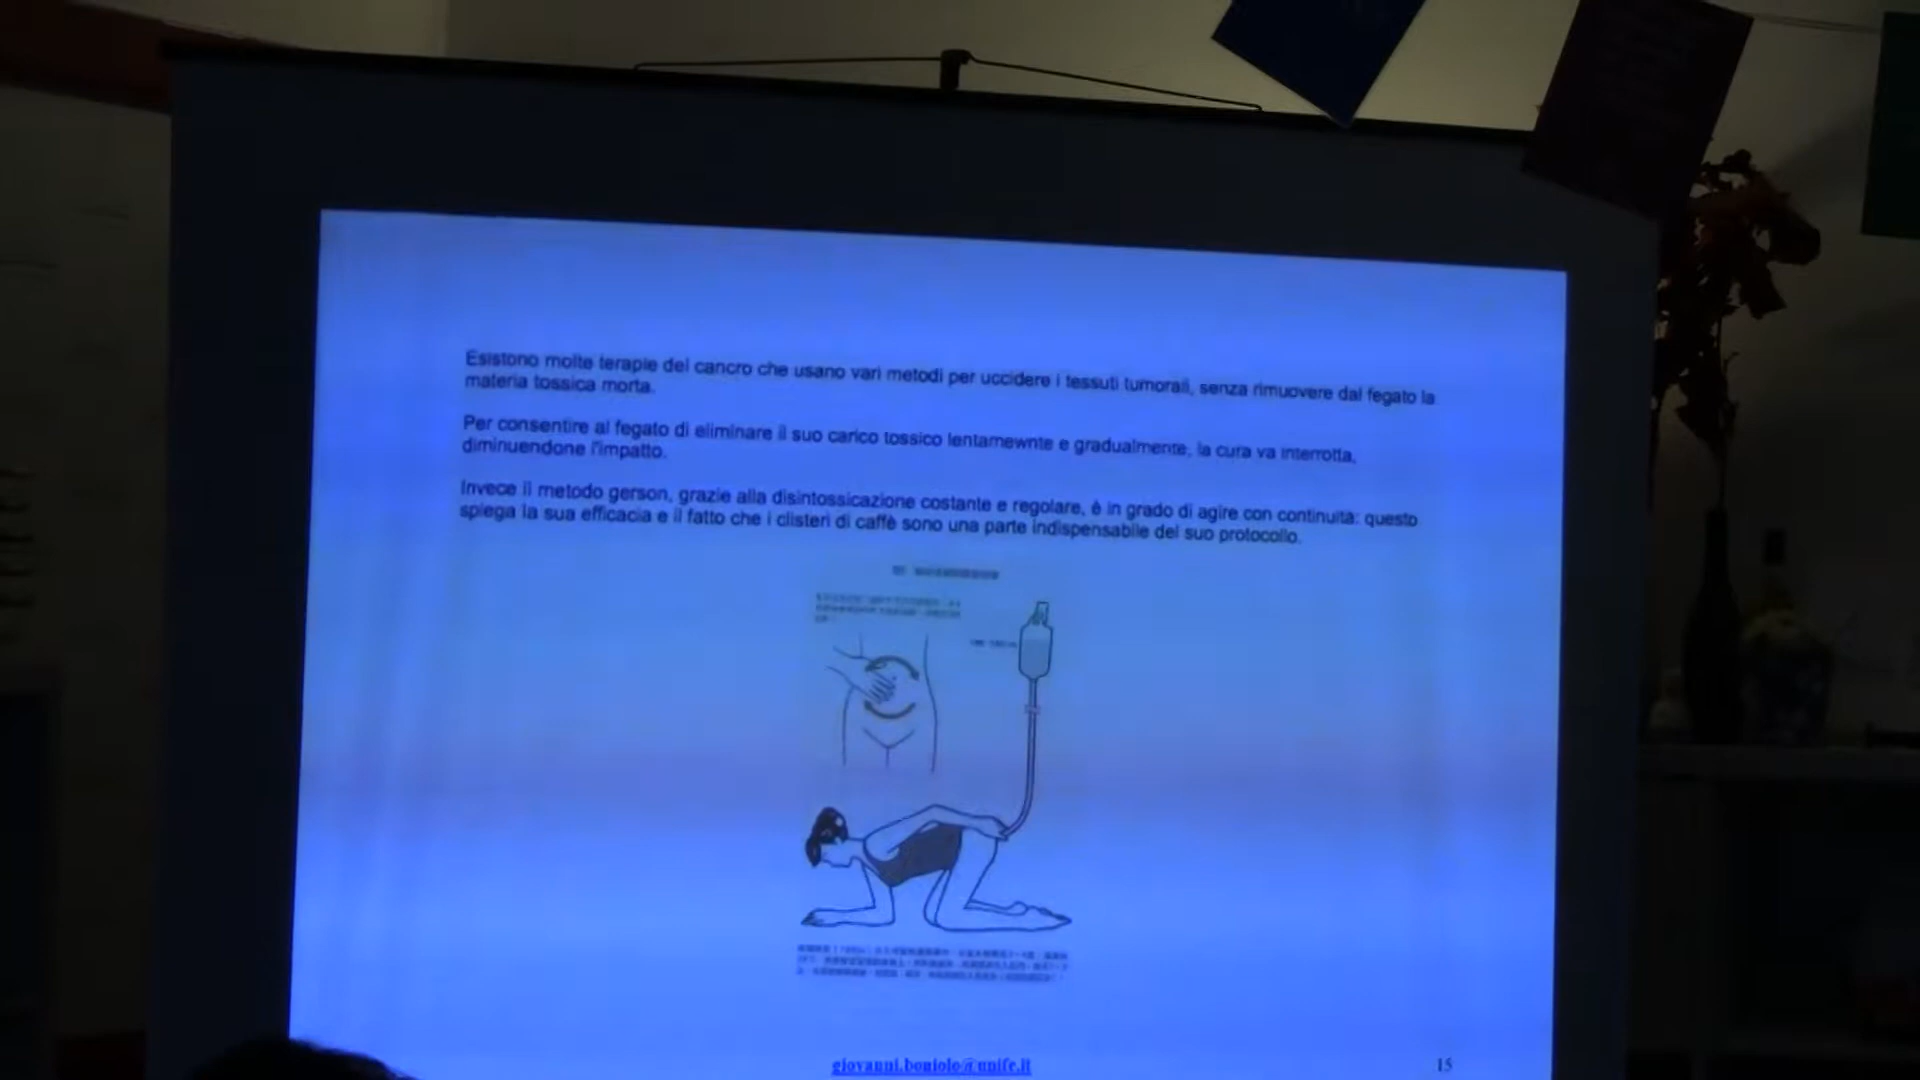 Esistono molte terapie del cancro che usano vari metodi per uccidere i tessuti tumorali, senza rimuovere dal fegato la
materia tossica morta.
Per consentire al fegato di eliminare il suo carico tossico lentamewnte e gradualmente, la cura va interrotta,
diminuendone l'impatto.
Invece il metodo gerson, grazie alla disintossicazione costante e regolare, è in grado di agire con continuità: questo
spiega la sua efficacia e il fatto che i clisteri di caffè sono una parte indispensabile del suo protocollo.
giovanni.boniolo@unife.it
15